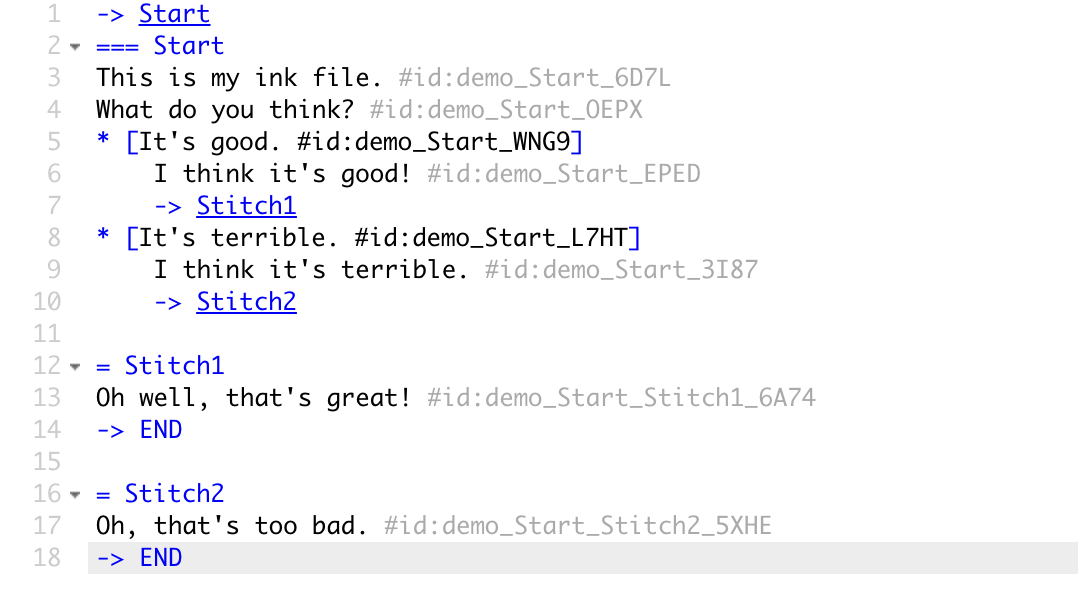 1 -> Start
2 === Start
3 This is my ink file. #id:demo_Start_6D7L
4 What do you think? #id:demo_Start_OEPX
5 * [It's good. #id:demo_Start_WNG9]
6 I think it's good! #id:demo_Start_EPED
7 -> Stitch1
8 * [It's terrible. #id:demo_Start_L7HT]
9 I think it's terrible. #id:demo_Start_3I87
10 -> Stitch2
11
12 = Stitch1
13 Oh well, that's great! #id:demo_Start_Stitch1_6A74
14 -> END
15
16 = Stitch2
17 Oh, that's too bad. #id:demo_Start_Stitch2_5XHE
18 -> END